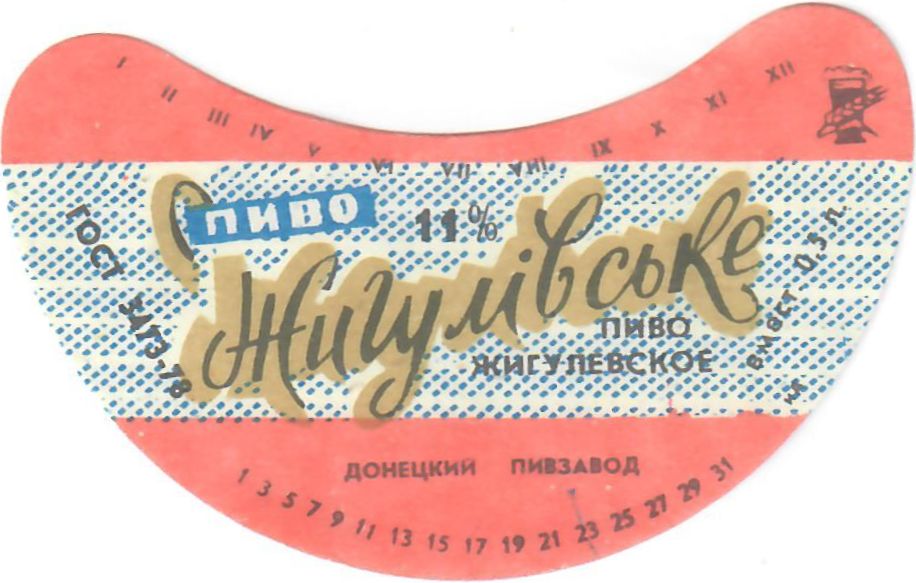 I II III IV V VI VII VIII IX X XI XII
ПИВО
11%
Жигулівське
ПИВО
ЖИГУЛЕВСКОЕ
ГОСТ 3473-78
вмест. 0,5 л.
ДОНЕЦКИЙ ПИВЗАВОД
1 3 5 7 9 11 13 15 17 19 21 23 25 27 29 31